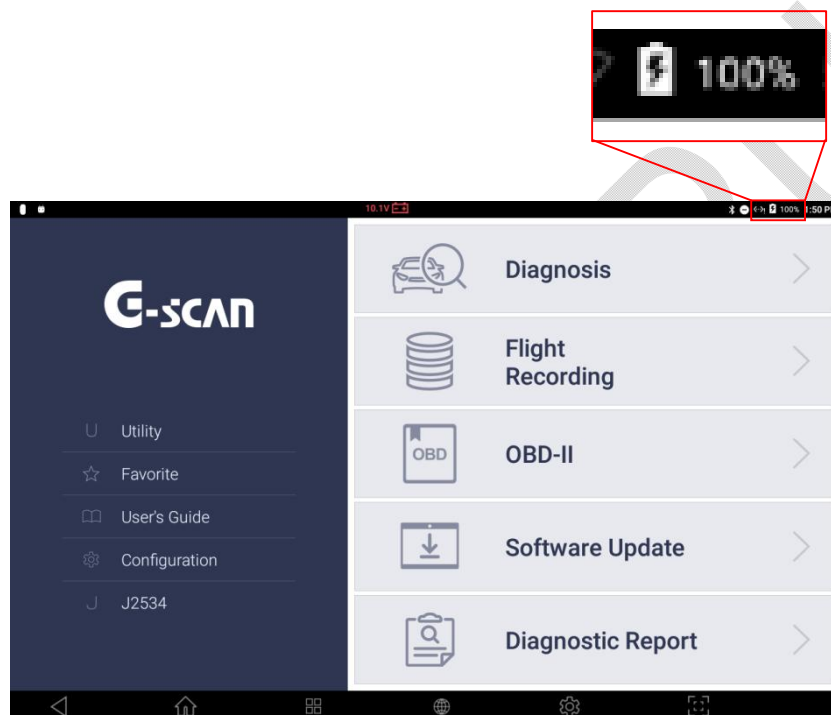 100%
10.1V
100% 1:50 P
G-scan
Diagnosis
Flight
Recording
Utility
OBD
OBD-II
Favorite
User's Guide
Software Update
Configuration
J2534
Diagnostic Report